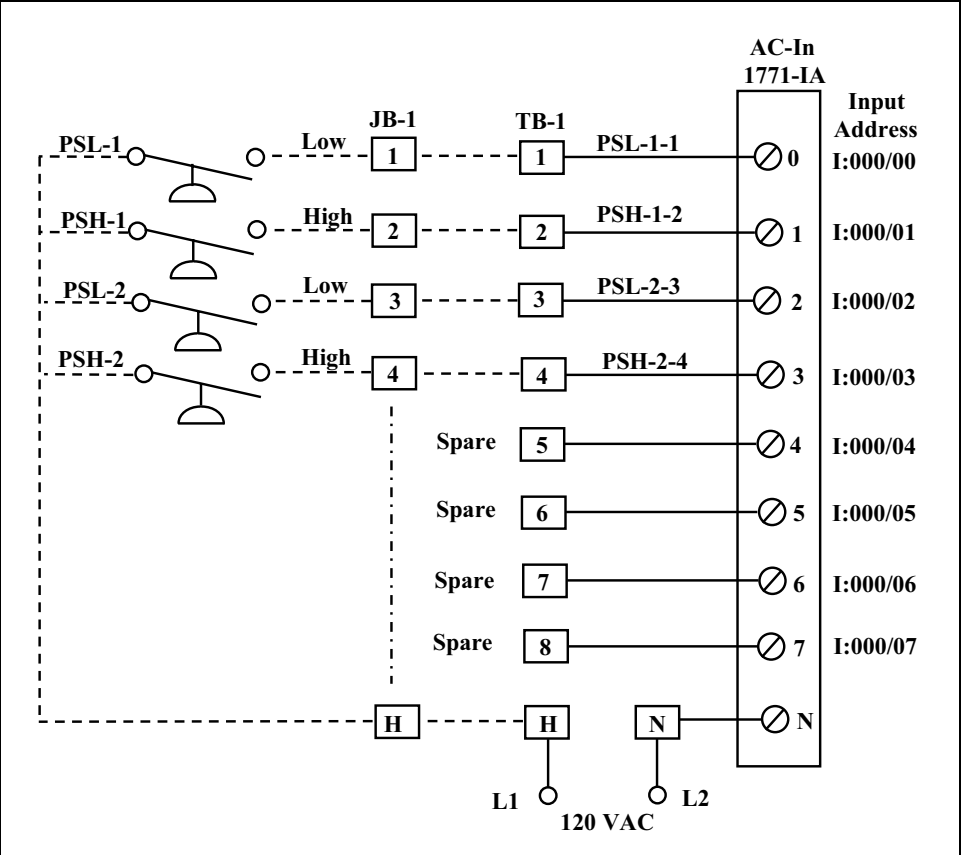 AC-In
1771-IA
Input
Address
JB-1
TB-1
PSL-1
Low
1
1
PSL-1-1
0
I:000/00
PSH-1
High
2
2
PSH-1-2
1
I:000/01
PSL-2
Low
3
3
PSL-2-3
2
I:000/02
PSH-2
High
4
4
PSH-2-4
3
I:000/03
Spare
5
4
I:000/04
Spare
6
5
I:000/05
Spare
7
6
I:000/06
Spare
8
7
I:000/07
H
H
N
N
L1
L2
120 VAC